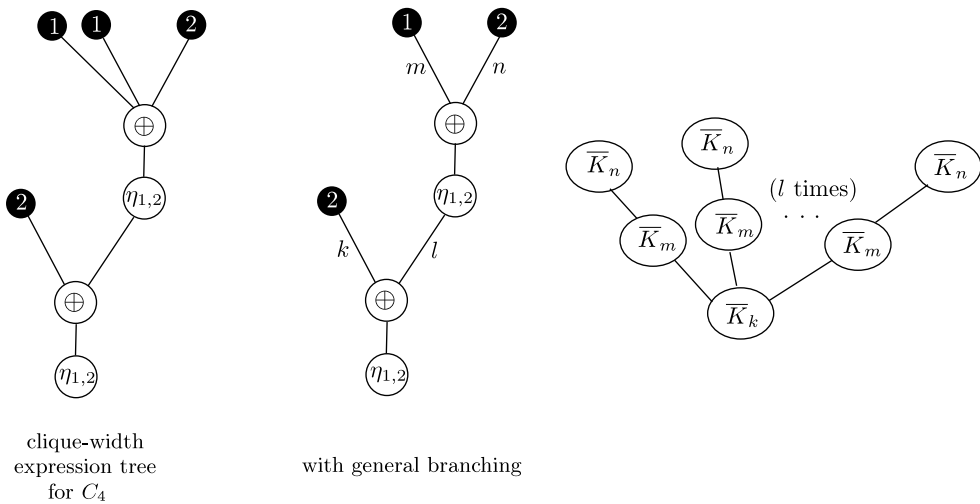 1 1 2
⊕
η₁,₂
2
⊕
η₁,₂
clique-width
expression tree
for C₄
1 2
m n
⊕
η₁,₂
2
k l
⊕
η₁,₂
with general branching
K̅ₙ K̅ₙ K̅ₙ
(l times)
. . .
K̅ₘ K̅ₘ K̅ₘ
K̅ₖ